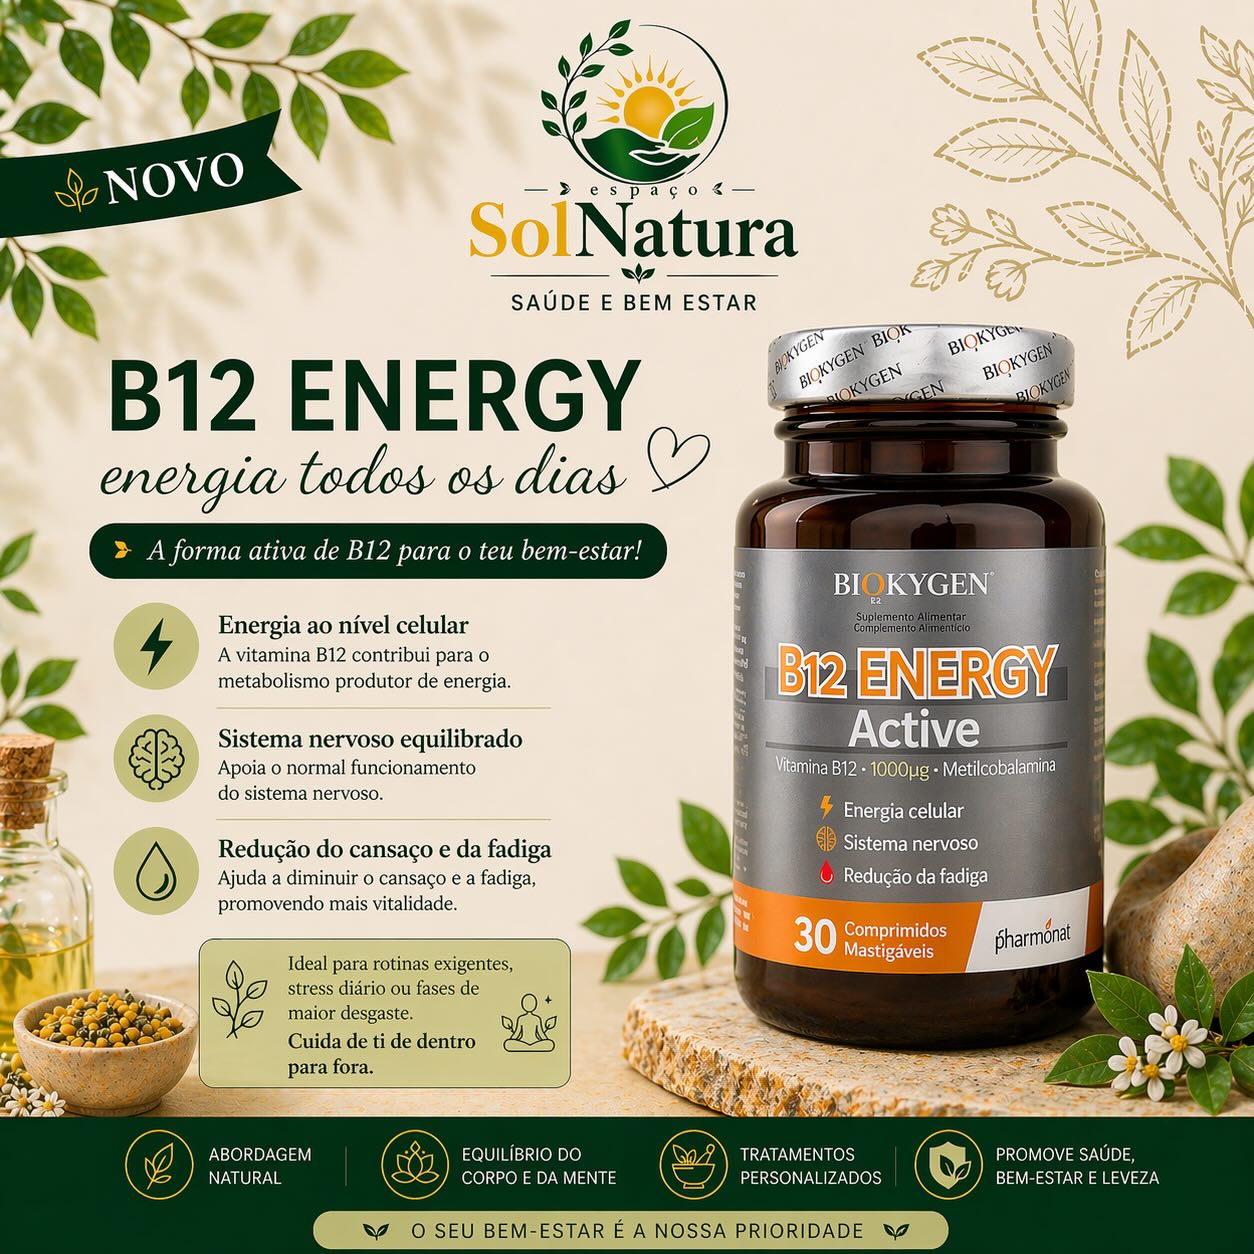 NOVO
espaço
SolNatura
SAÚDE E BEM ESTAR
B12 ENERGY
energia todos os dias
A forma ativa de B12 para o teu bem-estar!
Energia ao nível celular
A vitamina B12 contribui para o
metabolismo produtor de energia.
Sistema nervoso equilibrado
Apoia o normal funcionamento
do sistema nervoso.
Redução do cansaço e da fadiga
Ajuda a diminuir o cansaço e a fadiga,
promovendo mais vitalidade.
Ideal para rotinas exigentes,
stress diário ou fases de
maior desgaste.
Cuida de ti de dentro
para fora.
BIOKYGEN BIOK BIOKYGEN
BIOKYGEN BIOKYGEN
BIOKYGEN BIOKYGEN BIOKYGEN
BIOKYGEN®
Suplemento Alimentar
Complemento Alimentício
B12 ENERGY
Active
Vitamina B12 • 1000µg • Metilcobalamina
Energia celular
Sistema nervoso
Redução da fadiga
30 Comprimidos
Mastigáveis
pharmonat
ABORDAGEM
NATURAL
EQUILÍBRIO DO
CORPO E DA MENTE
TRATAMENTOS
PERSONALIZADOS
PROMOVE SAÚDE,
BEM-ESTAR E LEVEZA
O SEU BEM-ESTAR É A NOSSA PRIORIDADE